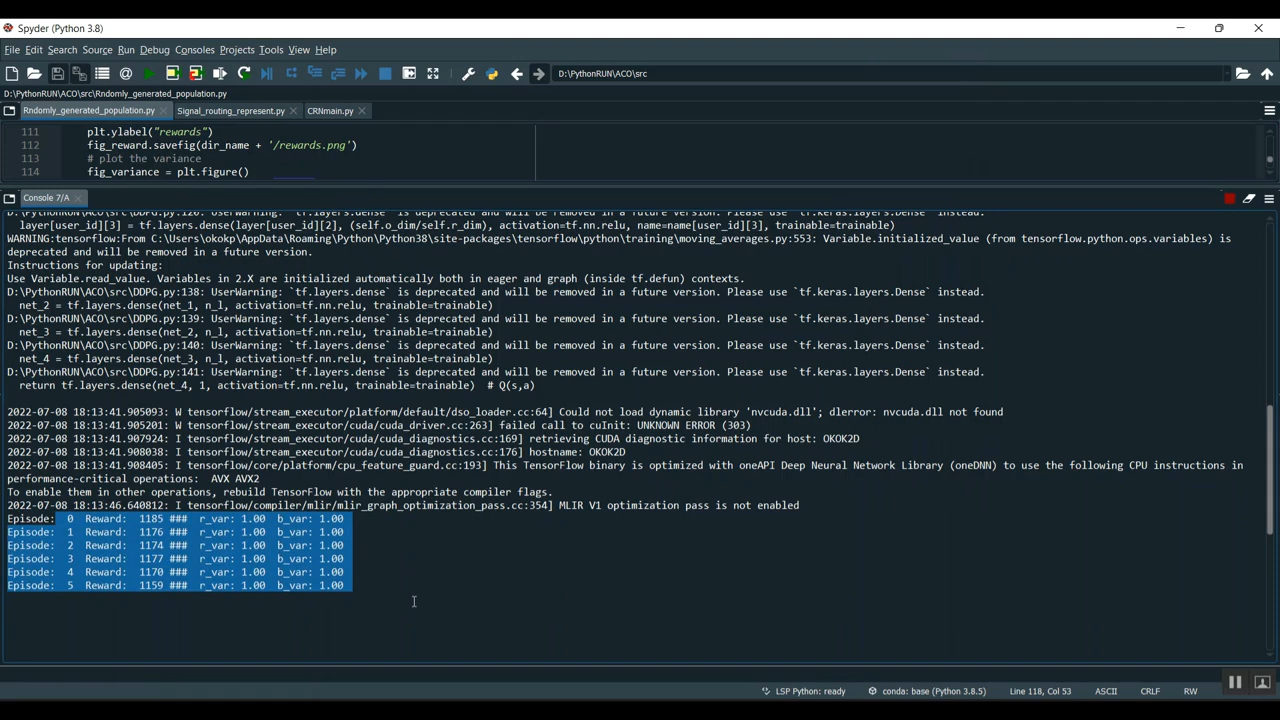 Spyder (Python 3.8)
File Edit Search Source Run Debug Consoles Projects Tools View Help
D:\PythonRUN\ACO\src
D:\PythonRUN\ACO\src\Rndomly_generated_population.py
Rndomly_generated_population.py Signal_routing_represent.py CRNmain.py
111 plt.ylabel("rewards")
112 fig_reward.savefig(dir_name + '/rewards.png')
113 # plot the variance
114 fig_variance = plt.figure()
Console 7/A
D:\PythonRUN\ACO\src\DDPG.py:120: UserWarning: `tf.layers.dense` is deprecated and will be removed in a future version. Please use `tf.keras.layers.Dense` instead.
layer[user_id][3] = tf.layers.dense(layer[user_id][2], (self.o_dim/self.r_dim), activation=tf.nn.relu, name=name[user_id][3], trainable=trainable)
WARNING:tensorflow:From C:\Users\okokp\AppData\Roaming\Python\Python38\site-packages\tensorflow\python\training\moving_averages.py:553: Variable.initialized_value (from tensorflow.python.ops.variables) is
deprecated and will be removed in a future version.
Instructions for updating:
Use Variable.read_value. Variables in 2.X are initialized automatically both in eager and graph (inside tf.defun) contexts.
D:\PythonRUN\ACO\src\DDPG.py:138: UserWarning: `tf.layers.dense` is deprecated and will be removed in a future version. Please use `tf.keras.layers.Dense` instead.
net_2 = tf.layers.dense(net_1, n_l, activation=tf.nn.relu, trainable=trainable)
D:\PythonRUN\ACO\src\DDPG.py:139: UserWarning: `tf.layers.dense` is deprecated and will be removed in a future version. Please use `tf.keras.layers.Dense` instead.
net_3 = tf.layers.dense(net_2, n_l, activation=tf.nn.relu, trainable=trainable)
D:\PythonRUN\ACO\src\DDPG.py:140: UserWarning: `tf.layers.dense` is deprecated and will be removed in a future version. Please use `tf.keras.layers.Dense` instead.
net_4 = tf.layers.dense(net_3, n_l, activation=tf.nn.relu, trainable=trainable)
D:\PythonRUN\ACO\src\DDPG.py:141: UserWarning: `tf.layers.dense` is deprecated and will be removed in a future version. Please use `tf.keras.layers.Dense` instead.
return tf.layers.dense(net_4, 1, activation=tf.nn.relu, trainable=trainable) # Q(s,a)
2022-07-08 18:13:41.905093: W tensorflow/stream_executor/platform/default/dso_loader.cc:64] Could not load dynamic library 'nvcuda.dll'; dlerror: nvcuda.dll not found
2022-07-08 18:13:41.905201: W tensorflow/stream_executor/cuda/cuda_driver.cc:263] failed call to cuInit: UNKNOWN ERROR (303)
2022-07-08 18:13:41.907924: I tensorflow/stream_executor/cuda/cuda_diagnostics.cc:169] retrieving CUDA diagnostic information for host: OKOK2D
2022-07-08 18:13:41.908038: I tensorflow/stream_executor/cuda/cuda_diagnostics.cc:176] hostname: OKOK2D
2022-07-08 18:13:41.908405: I tensorflow/core/platform/cpu_feature_guard.cc:193] This TensorFlow binary is optimized with oneAPI Deep Neural Network Library (oneDNN) to use the following CPU instructions in
performance-critical operations: AVX AVX2
To enable them in other operations, rebuild TensorFlow with the appropriate compiler flags.
2022-07-08 18:13:46.640812: I tensorflow/compiler/mlir/mlir_graph_optimization_pass.cc:354] MLIR V1 optimization pass is not enabled
Episode: 0 Reward: 1185 ### r_var: 1.00 b_var: 1.00
Episode: 1 Reward: 1176 ### r_var: 1.00 b_var: 1.00
Episode: 2 Reward: 1174 ### r_var: 1.00 b_var: 1.00
Episode: 3 Reward: 1177 ### r_var: 1.00 b_var: 1.00
Episode: 4 Reward: 1170 ### r_var: 1.00 b_var: 1.00
Episode: 5 Reward: 1159 ### r_var: 1.00 b_var: 1.00
LSP Python: ready conda: base (Python 3.8.5) Line 118, Col 53 ASCII CRLF RW